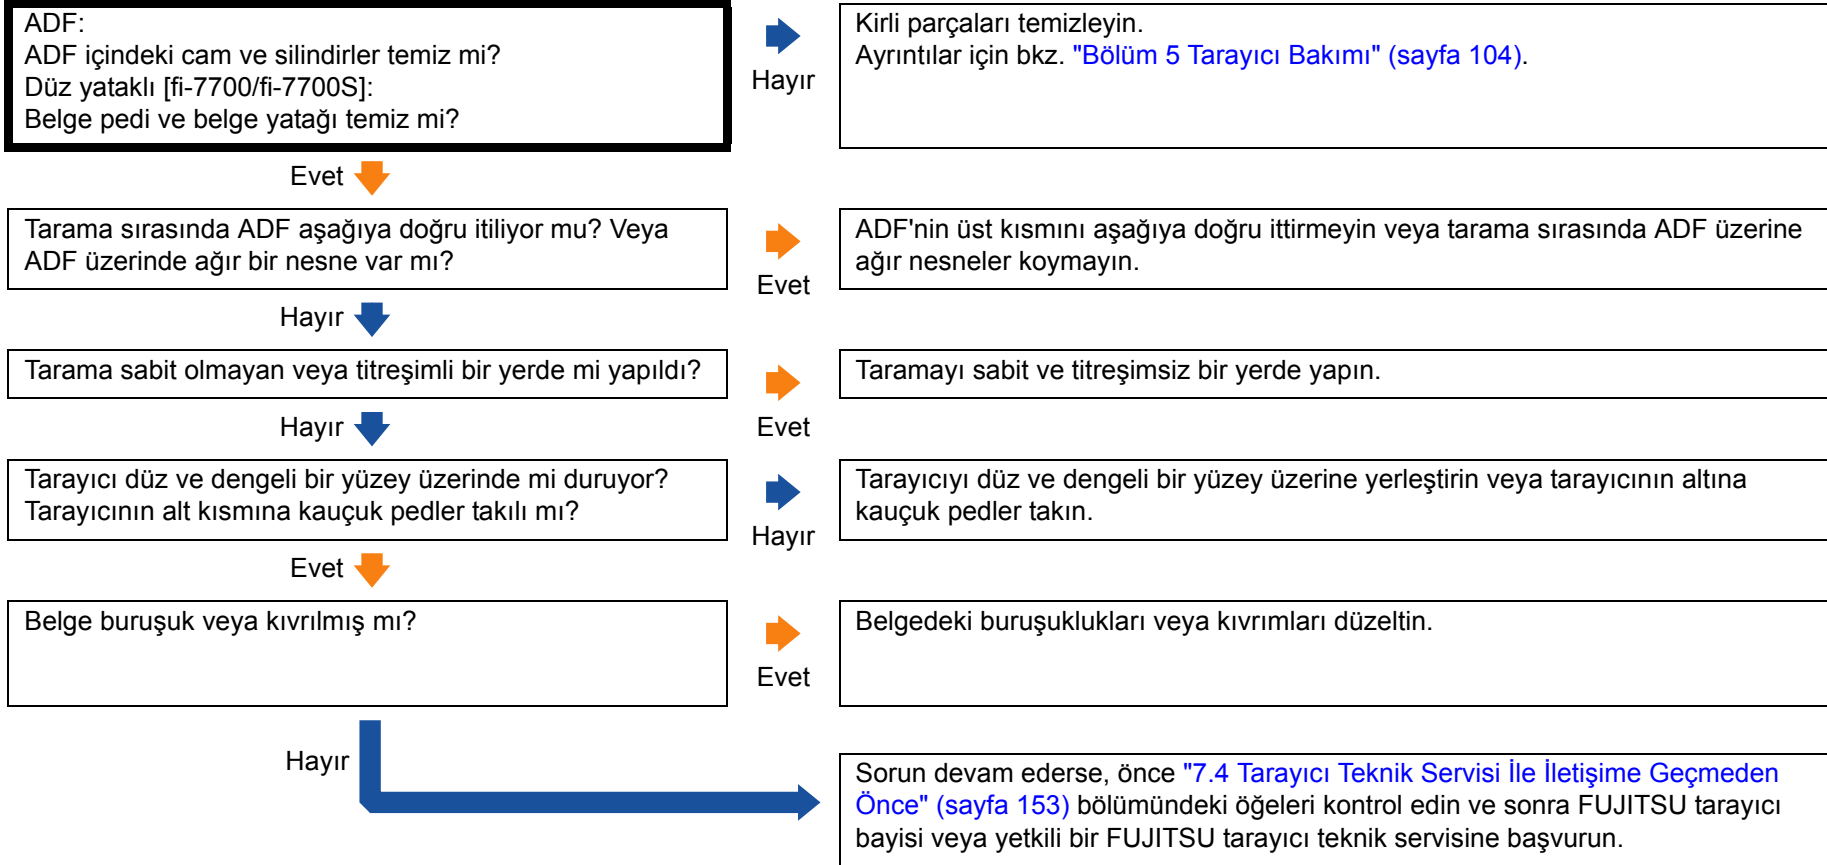 ADF:
ADF içindeki cam ve silindirler temiz mi?
Düz yataklı [fi-7700/fi-7700S]:
Belge pedi ve belge yatağı temiz mi?
Hayır
Kirli parçaları temizleyin.
Ayrıntılar için bkz. "Bölüm 5 Tarayıcı Bakımı" (sayfa 104).
Evet
Tarama sırasında ADF aşağıya doğru itiliyor mu? Veya
ADF üzerinde ağır bir nesne var mı?
Evet
ADF'nin üst kısmını aşağıya doğru ittirmeyin veya tarama sırasında ADF üzerine
ağır nesneler koymayın.
Hayır
Tarama sabit olmayan veya titreşimli bir yerde mi yapıldı?
Evet
Taramayı sabit ve titreşimsiz bir yerde yapın.
Hayır
Tarayıcı düz ve dengeli bir yüzey üzerinde mi duruyor?
Tarayıcının alt kısmına kauçuk pedler takılı mı?
Hayır
Tarayıcıyı düz ve dengeli bir yüzey üzerine yerleştirin veya tarayıcının altına
kauçuk pedler takın.
Evet
Belge buruşuk veya kıvrılmış mı?
Evet
Belgedeki buruşuklukları veya kıvrımları düzeltin.
Hayır
Sorun devam ederse, önce "7.4 Tarayıcı Teknik Servisi İle İletişime Geçmeden
Önce" (sayfa 153) bölümündeki öğeleri kontrol edin ve sonra FUJITSU tarayıcı
bayisi veya yetkili bir FUJITSU tarayıcı teknik servisine başvurun.